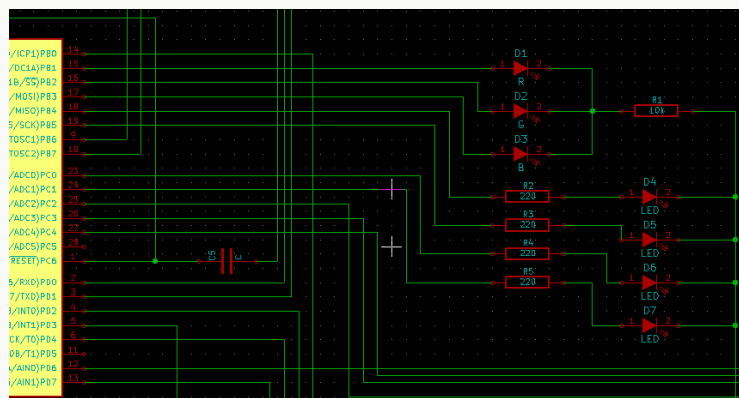 /ICP1)PB0 14
/OC1A)PB1 15
1B/SS)PB2 16
/MOSI)PB3 17
/MISO)PB4 18
5/SCK)PB5 19
TOSC1)PB6 9
TOSC2)PB7 10
/ADC0)PC0 23
/ADC1)PC1 24
/ADC2)PC2 25
/ADC3)PC3 26
/ADC4)PC4 27
/ADC5)PC5 28
RESET)PC6 1
/RXD)PD0 2
/TXD)PD1 3
/INT0)PD2 4
/INT1)PD3 5
CK/T0)PD4 6
/T1)PD5 11
/AIN0)PD6 12
/AIN1)PD7 13
C5
C
D1
1 2
R
D2
1 2
G
D3
1 2
B
R1
10k
R2
220
R3
220
R4
220
R5
220
D4
1 2
LED
D5
1 2
LED
D6
1 2
LED
D7
1 2
LED